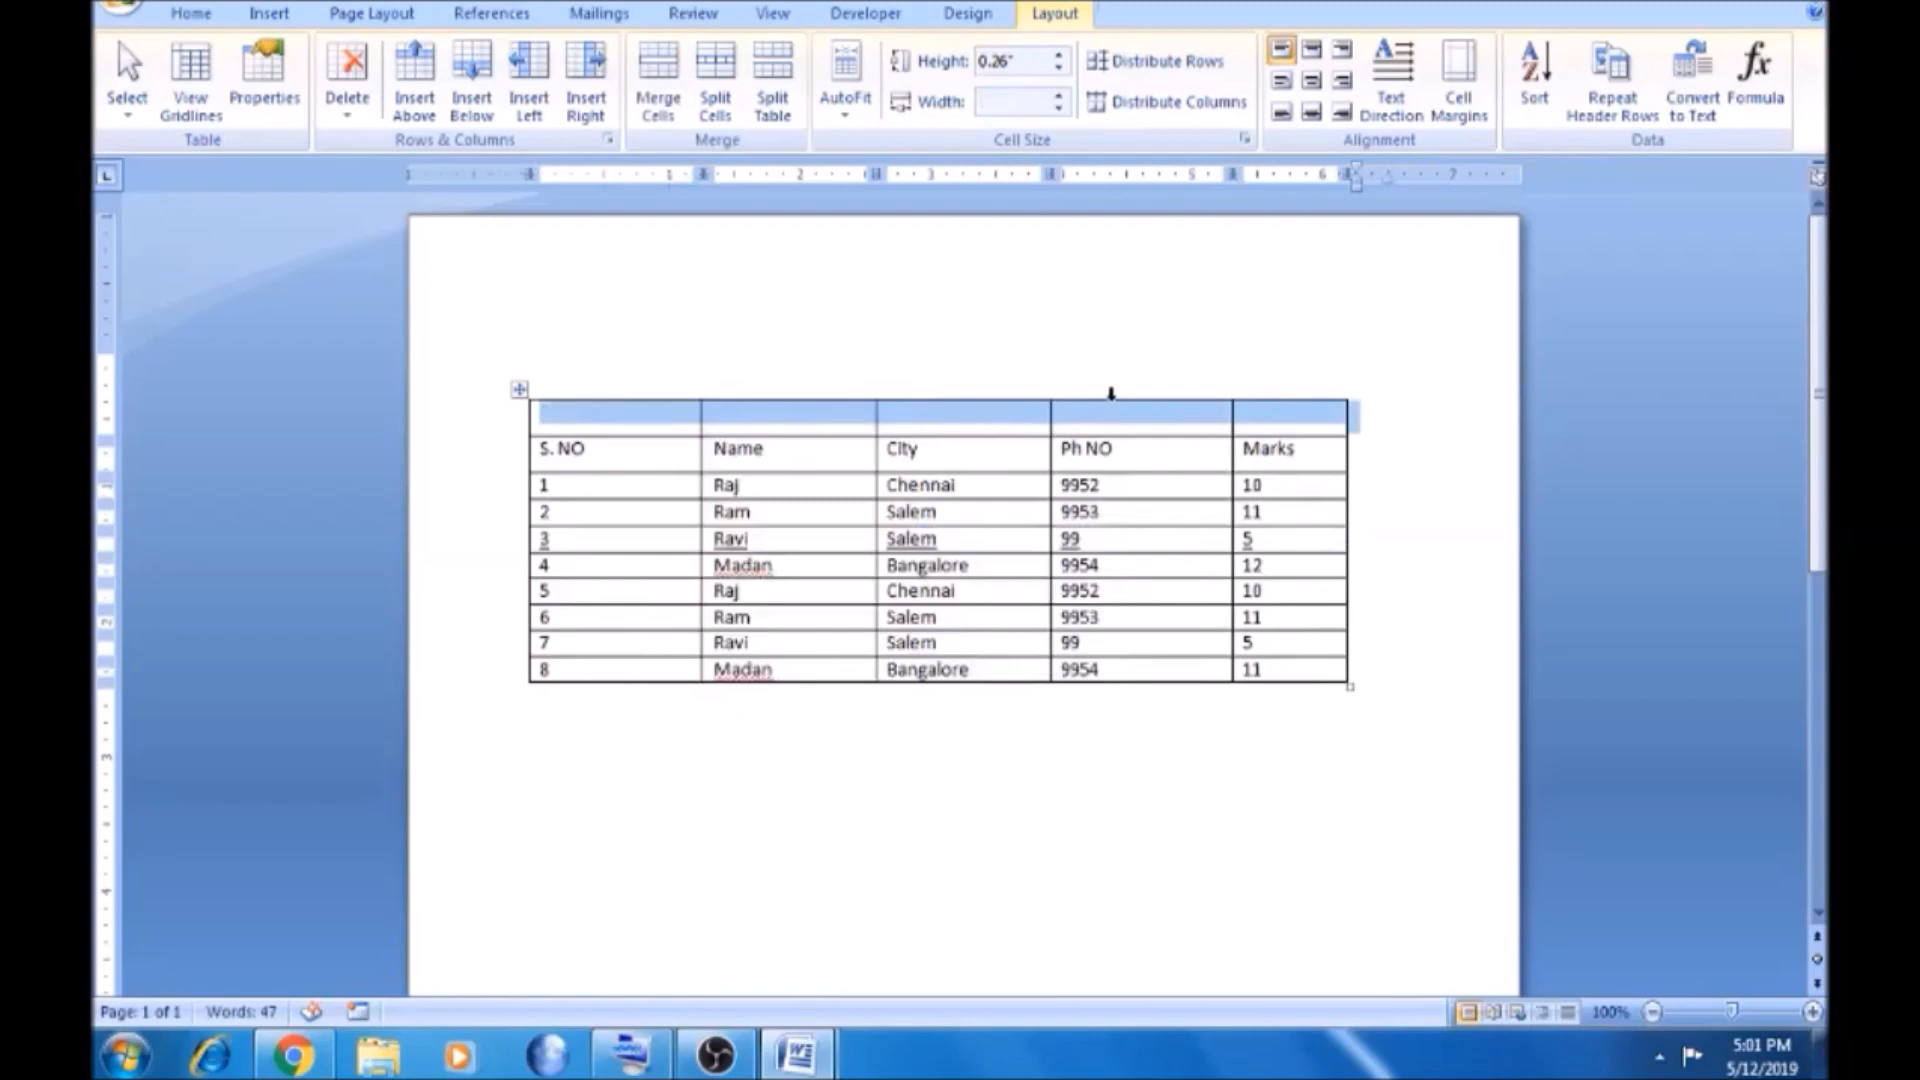 Home Insert Page Layout References Mailings Review View Developer Design Layout
Select View Gridlines Properties Delete Insert Above Insert Below Insert Left Insert Right Merge Cells Split Cells Split Table AutoFit Height: 0.26" Distribute Rows
Width: Distribute Columns
Text Direction Cell Margins Sort Repeat Header Rows Convert to Text Formula
Table Rows & Columns Merge Cell Size Alignment Data
1 2 3 5 6 7
S. NO Name City Ph NO Marks
1 Raj Chennai 9952 10
2 Ram Salem 9953 11
3 Ravi Salem 99 5
4 Madan Bangalore 9954 12
5 Raj Chennai 9952 10
6 Ram Salem 9953 11
7 Ravi Salem 99 5
8 Madan Bangalore 9954 11
Page: 1 of 1 Words: 47 100%
5:01 PM
5/12/2019